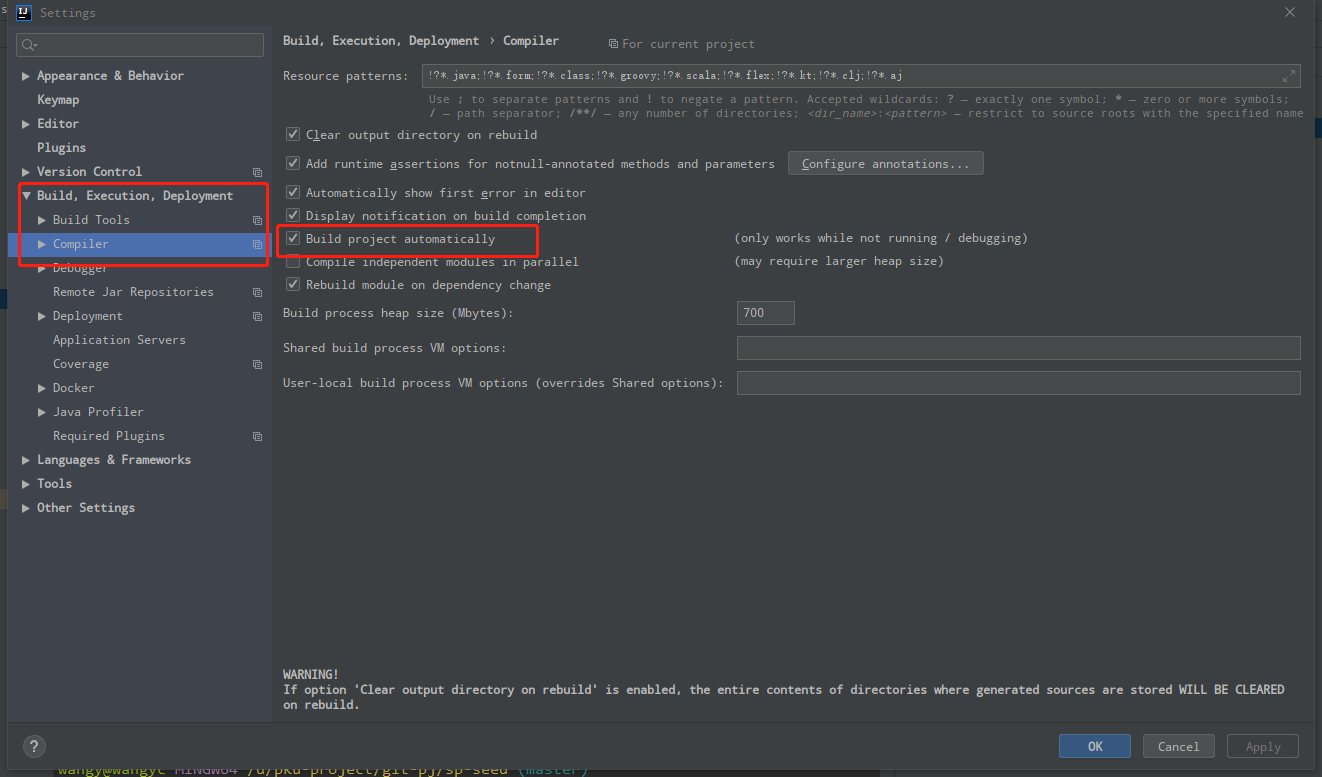 Settings
Build, Execution, Deployment › Compiler
For current project
Appearance & Behavior
Keymap
Editor
Plugins
Version Control
Build, Execution, Deployment
Build Tools
Compiler
Debugger
Remote Jar Repositories
Deployment
Application Servers
Coverage
Docker
Java Profiler
Required Plugins
Languages & Frameworks
Tools
Other Settings
Resource patterns: !?*.java;!?*.form;!?*.class;!?*.groovy;!?*.scala;!?*.flex;!?*.kt;!?*.clj;!?*.aj
Use ; to separate patterns and ! to negate a pattern. Accepted wildcards: ? — exactly one symbol; * — zero or more symbols;
/ — path separator; /**/ — any number of directories; <dir_name>:<pattern> — restrict to source roots with the specified name
Clear output directory on rebuild
Add runtime assertions for notnull-annotated methods and parameters Configure annotations...
Automatically show first error in editor
Display notification on build completion
Build project automatically (only works while not running / debugging)
Compile independent modules in parallel (may require larger heap size)
Rebuild module on dependency change
Build process heap size (Mbytes): 700
Shared build process VM options:
User-local build process VM options (overrides Shared options):
WARNING!
If option 'Clear output directory on rebuild' is enabled, the entire contents of directories where generated sources are stored WILL BE CLEARED
on rebuild.
?
OK Cancel Apply
wangy@wangyc MINGW64 /d/pku-project/git-pj/sp-seed (master)